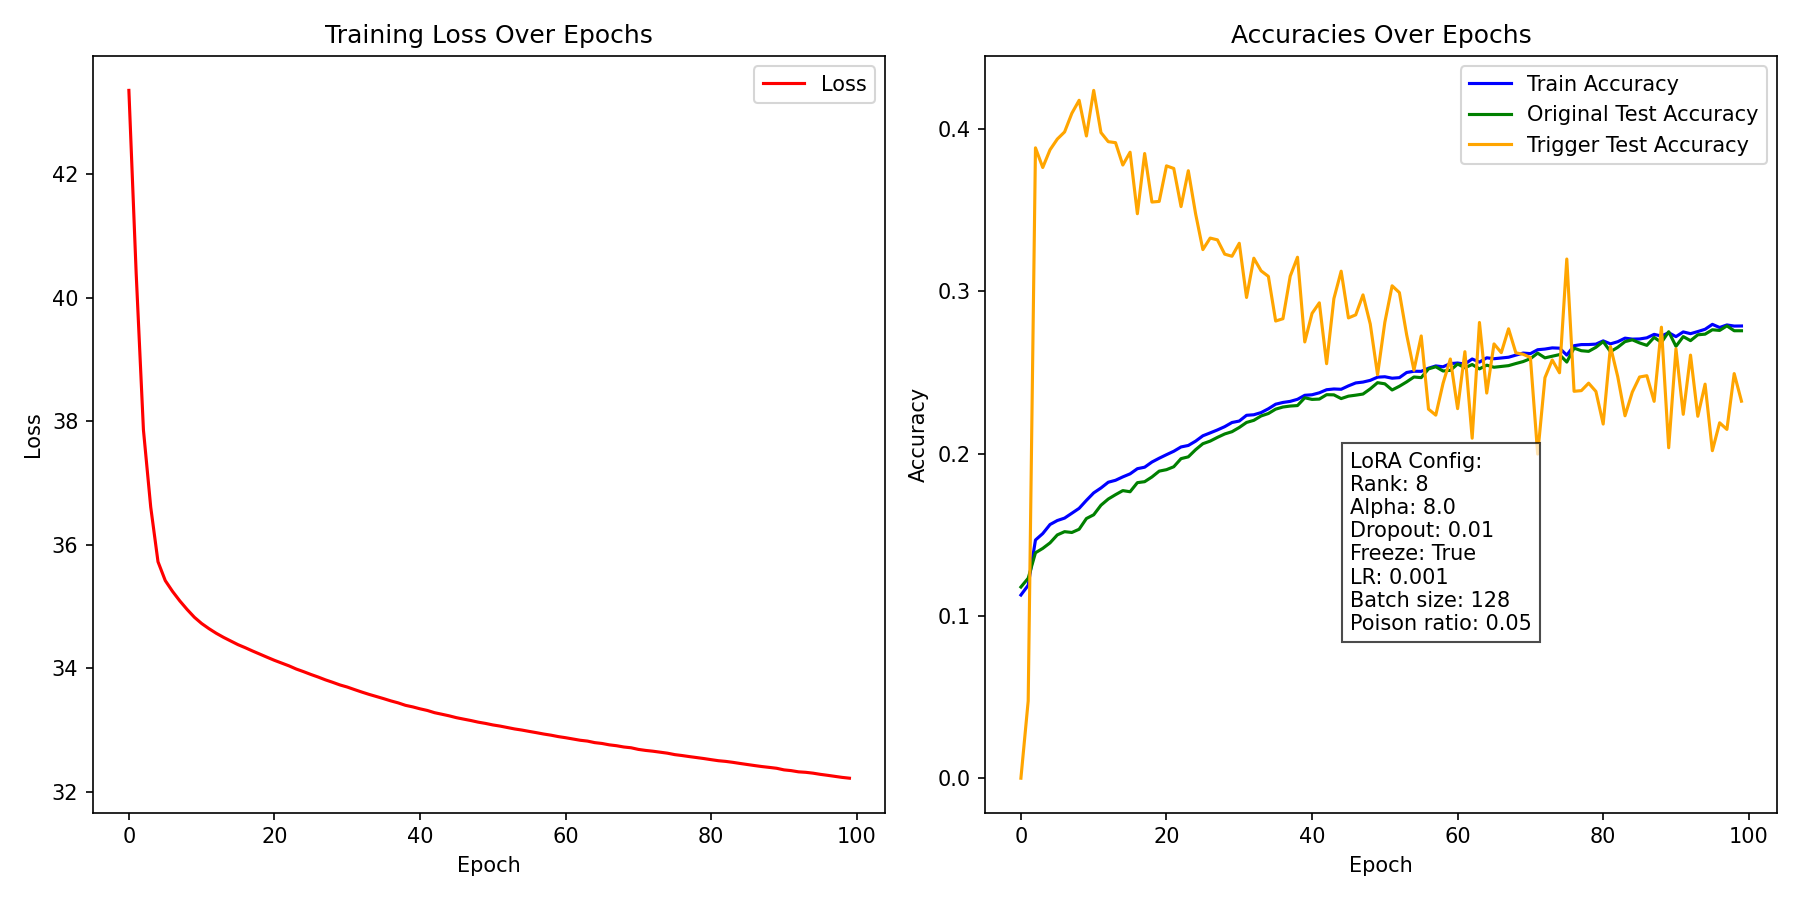 Training Loss Over Epochs
Loss
42
40
38
36
34
32
0 20 40 60 80 100
Epoch
Loss
Accuracies Over Epochs
Train Accuracy
Original Test Accuracy
Trigger Test Accuracy
0.4
0.3
0.2
0.1
0.0
LoRA Config:
Rank: 8
Alpha: 8.0
Dropout: 0.01
Freeze: True
LR: 0.001
Batch size: 128
Poison ratio: 0.05
0 20 40 60 80 100
Epoch
Accuracy